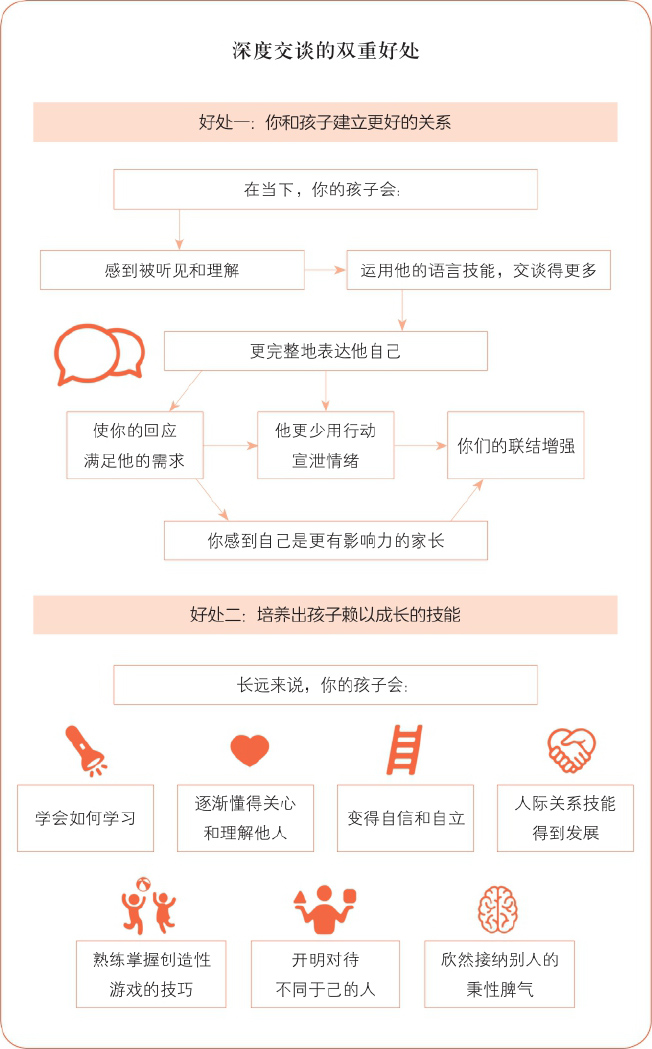 深度交谈的双重好处
好处一：你和孩子建立更好的关系
在当下，你的孩子会：
感到被听见和理解
运用他的语言技能，交谈得更多
更完整地表达他自己
使你的回应
满足他的需求
他更少用行动
宣泄情绪
你们的联结增强
你感到自己是更有影响力的家长
好处二：培养出孩子赖以成长的技能
长远来说，你的孩子会：
学会如何学习
逐渐懂得关心
和理解他人
变得自信和自立
人际关系技能
得到发展
熟练掌握创造性
游戏的技巧
开明对待
不同于己的人
欣然接纳别人的
秉性脾气